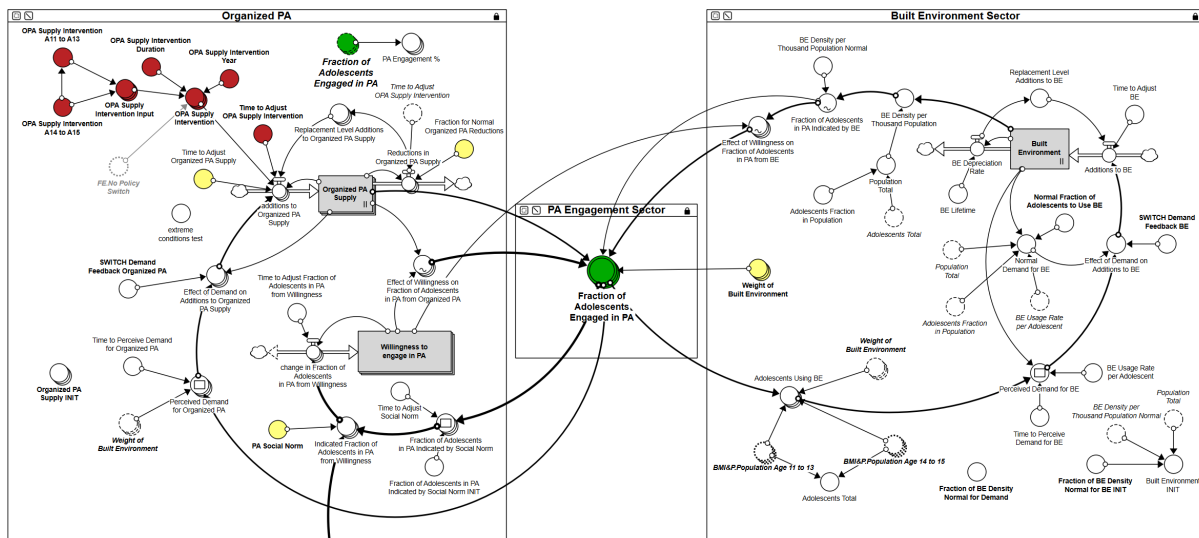 Organized PA
OPA Supply Intervention
A11 to A13
OPA Supply Intervention
Duration
OPA Supply Intervention
Year
OPA Supply
Intervention Input
OPA Supply
Intervention
OPA Supply Intervention
A14 to A15
FE.No Policy
Switch
Time to Adjust
OPA Supply Intervention
Fraction of
Adolescents
Engaged in PA
PA Engagement %
Time to Adjust
OPA Supply Intervention
Replacement Level Additions
to Organized PA Supply
Fraction for Normal
Organized PA Reductions
Reductions in
Organized PA Supply
Time to Adjust
Organized PA Supply
additions to
Organized PA
Supply
Organized PA
Supply
extreme
conditions test
SWITCH Demand
Feedback Organized PA
Effect of Demand on
Additions to Organized
PA Supply
Time to Adjust Fraction of
Adolescents in PA
from Willingness
Effect of Willingness on
Fraction of Adolescents
in PA from Organized PA
Willingness to
engage in PA
change in Fraction of
Adolescents
in PA from Willingness
Time to Perceive Demand
for Organized PA
Organized PA
Supply INIT
Perceived Demand
for Organized PA
Weight of
Built Environment
Time to Adjust
Social Norm
PA Social Norm
Indicated Fraction of
Adolescents in PA
from Willingness
Fraction of Adolescents
in PA Indicated by Social Norm
Fraction of Adolescents in PA
Indicated by Social Norm INIT
PA Engagement Sector
Fraction of
Adolescents
Engaged in PA
Built Environment Sector
BE Density per
Thousand Population Normal
Fraction of Adolescents
in PA Indicated by BE
BE Density per
Thousand Population
Effect of Willingness on
Fraction of Adolescents
in PA from BE
Replacement Level
Additions to BE
Time to Adjust
BE
Built
Environment
BE Depreciation
Rate
Additions to BE
Population
Total
Adolescents Fraction
in Population
Adolescents Total
BE Lifetime
Normal Fraction of
Adolescents to Use BE
SWITCH Demand
Feedback BE
Population
Total
Normal
Demand for BE
Effect of Demand on
Additions to BE
Weight of
Built Environment
Adolescents Fraction
in Population
BE Usage Rate
per Adolescent
Weight of
Built Environment
Adolescents Using BE
Perceived Demand for BE
BE Usage Rate
per Adolescent
Time to Perceive
Demand for BE
BE Density per
Thousand Population Normal
Population
Total
BMI&P.Population Age 11 to 13
BMI&P.Population Age 14 to 15
Adolescents Total
Fraction of BE Density
Normal for Demand
Fraction of BE Density
Normal for BE INIT
Built Environment
INIT